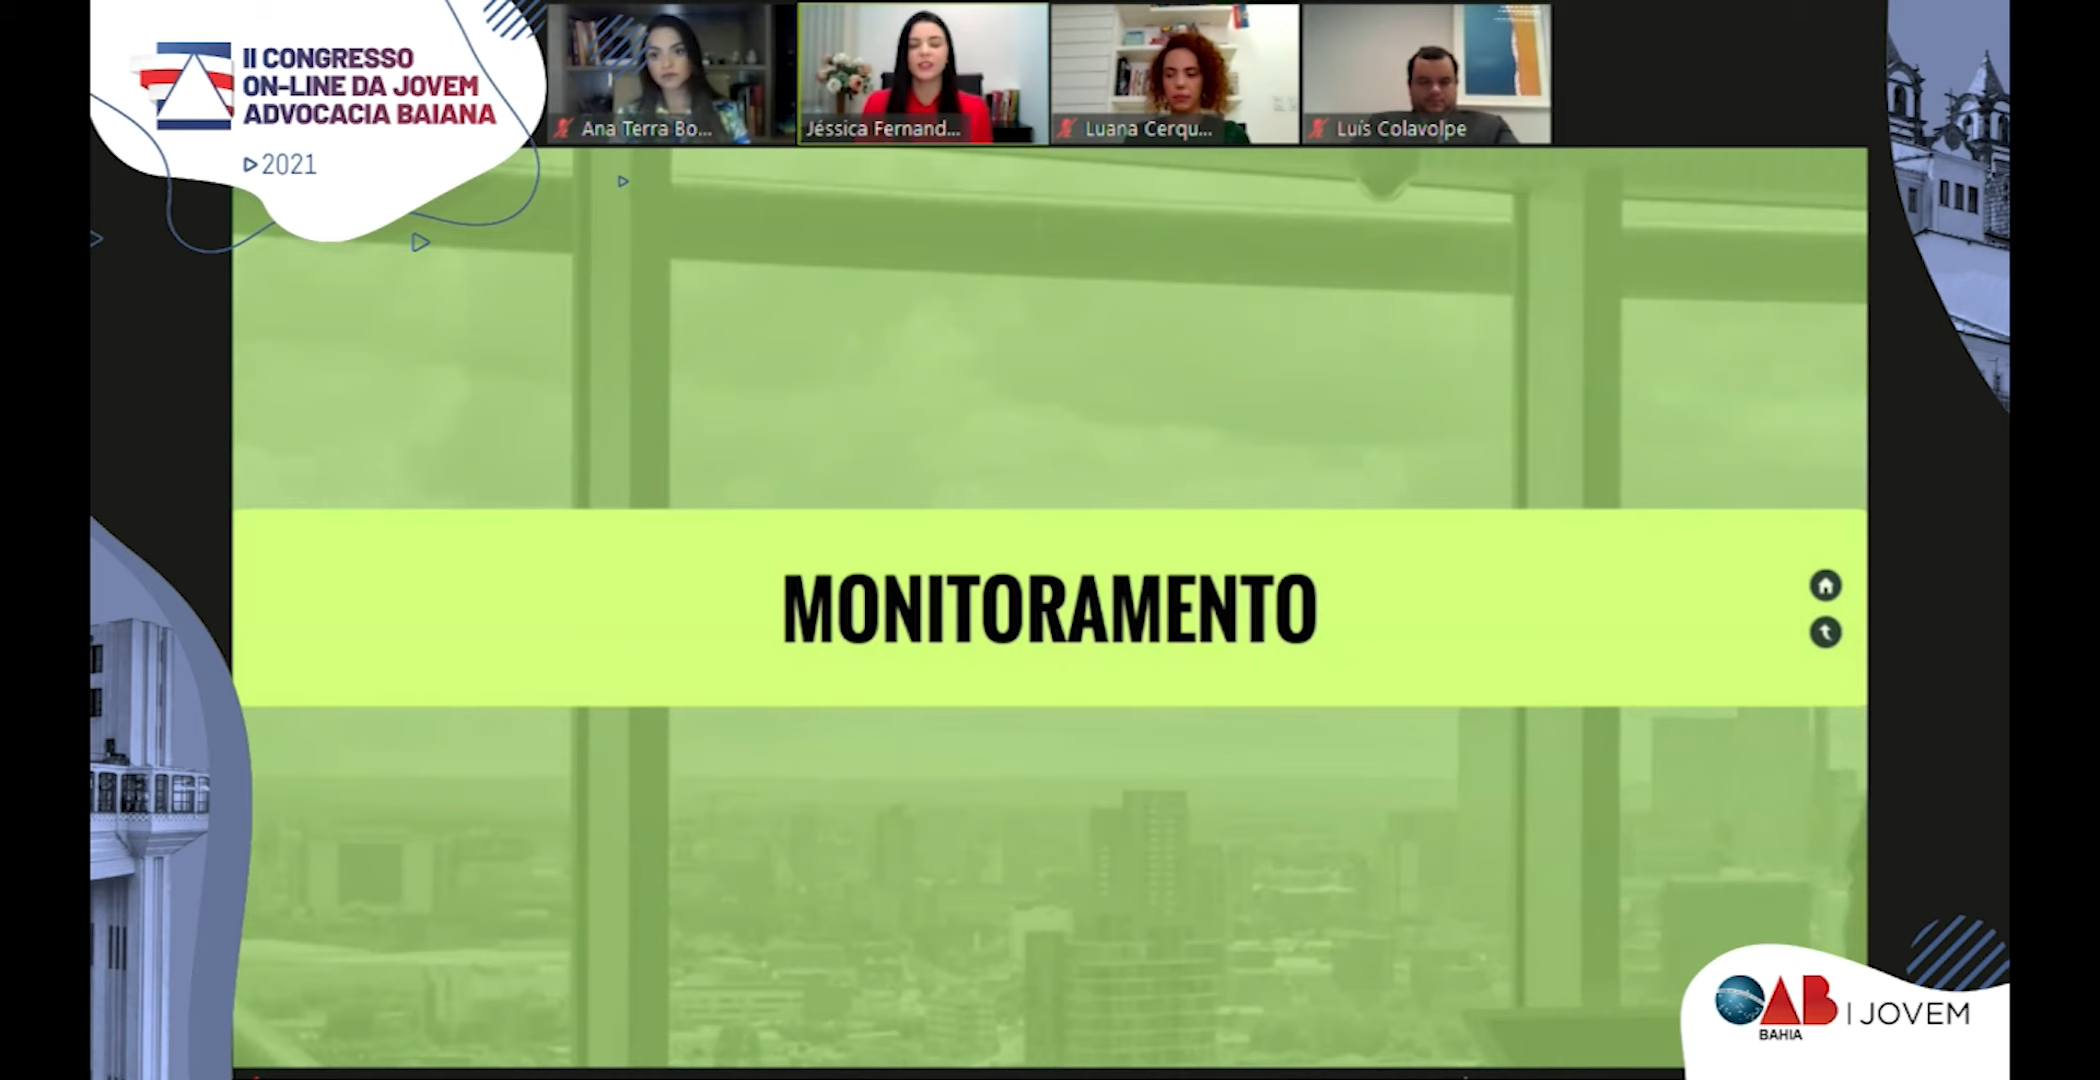 II CONGRESSO
ON-LINE DA JOVEM
ADVOCACIA BAIANA
2021
Ana Terra Bo...
Jéssica Fernand...
Luana Cerqu...
Luís Colavolpe
MONITORAMENTO
OAB | JOVEM
BAHIA